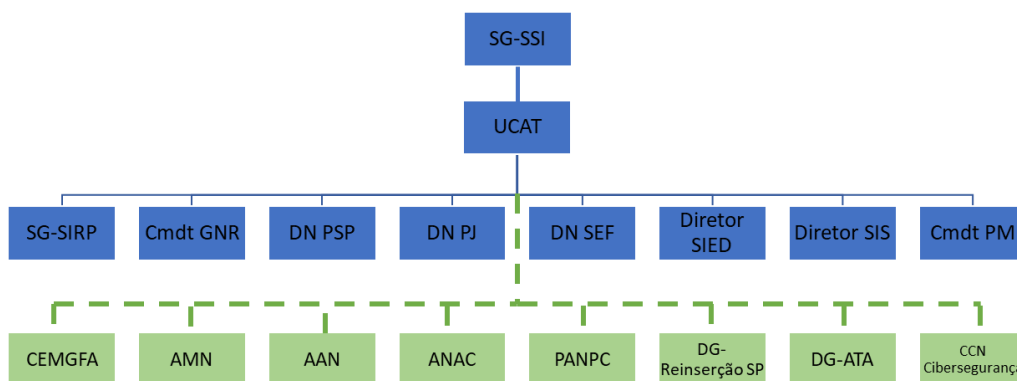 SG-SSI
UCAT
SG-SIRP
Cmdt GNR
DN PSP
DN PJ
DN SEF
Diretor
SIED
Diretor SIS
Cmdt PM
CEMGFA
AMN
AAN
ANAC
PANPC
DG-
Reinserção SP
DG-ATA
CCN
Cibersegurança